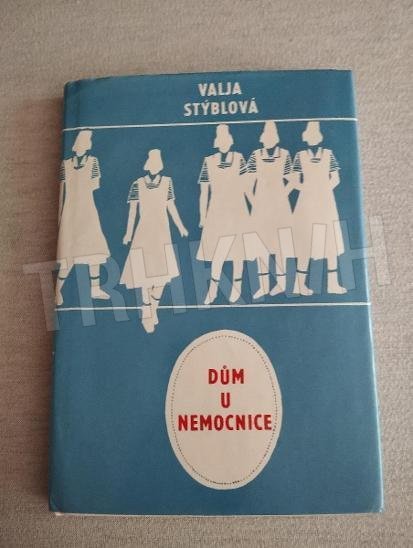 VALJA
STÝBLOVÁ
TRHKNIH
DŮM
U
NEMOCNICE